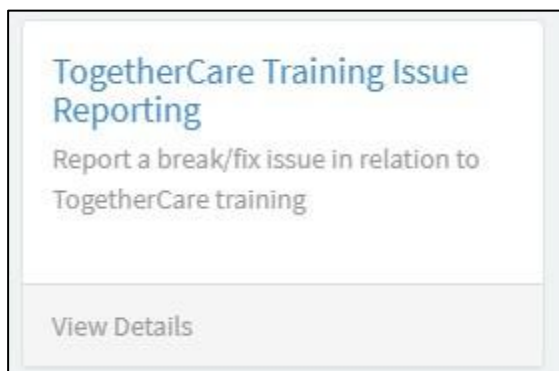 TogetherCare Training Issue
Reporting
Report a break/fix issue in relation to
TogetherCare training
View Details